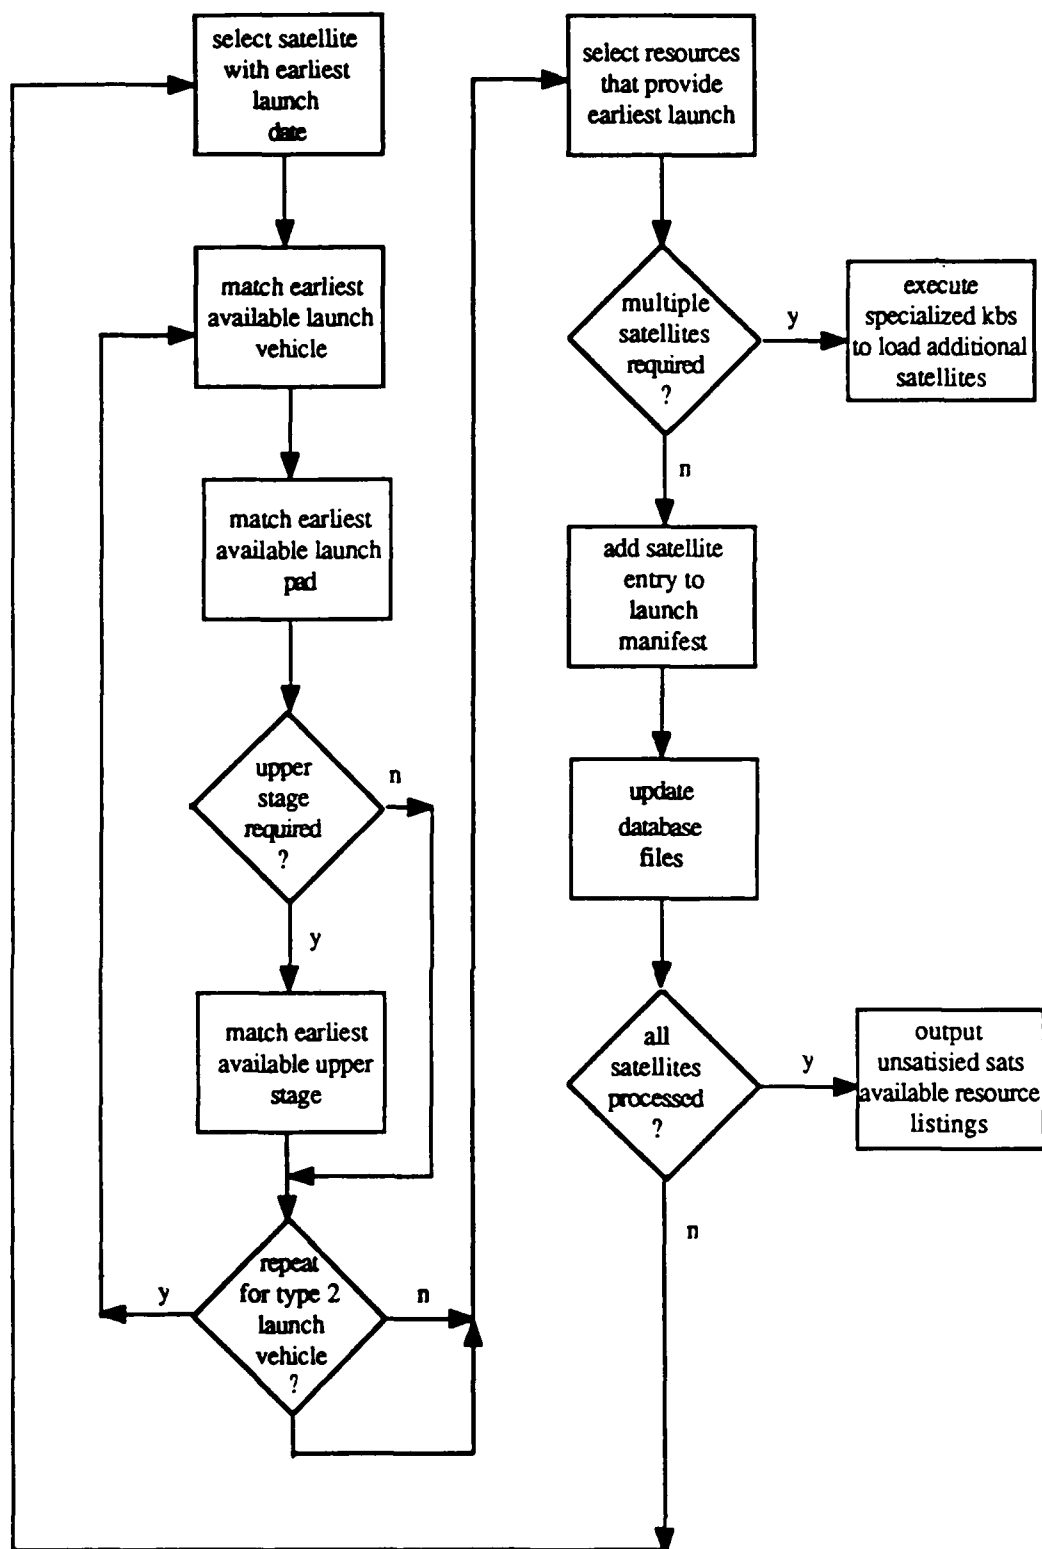 select satellite
with earliest
launch
date
match earliest
available launch
vehicle
match earliest
available launch
pad
upper
stage
required
?
n
y
match earliest
available upper
stage
repeat
for type 2
launch
vehicle
?
y
n
select resources
that provide
earliest launch
multiple
satellites
required
?
y
execute
specialized kbs
to load additional
satellites
n
add satellite
entry to
launch
manifest
update
database
files
all
satellites
processed
?
y
output
unsatisied sats
available resource
listings
n